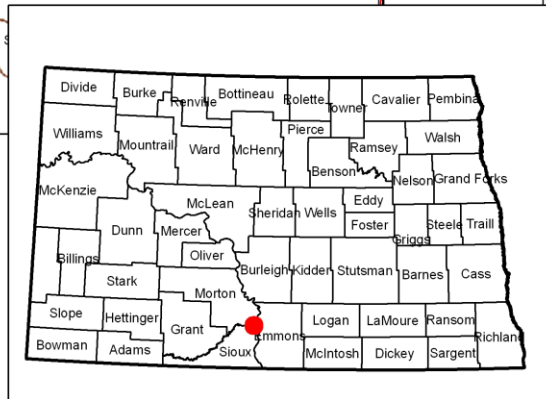 Divide
Burke
Renville
Bottineau
Rolette
Towner
Cavalier
Pembina
Williams
Mountrail
Ward
McHenry
Pierce
Benson
Ramsey
Walsh
Nelson
Grand Forks
McKenzie
Dunn
McLean
Mercer
Oliver
Sheridan
Wells
Eddy
Foster
Griggs
Steele
Traill
Billings
Stark
Morton
Burleigh
Kidder
Stutsman
Barnes
Cass
Slope
Hettinger
Grant
Emmons
Logan
LaMoure
Ransom
Richland
Bowman
Adams
Sioux
McIntosh
Dickey
Sargent